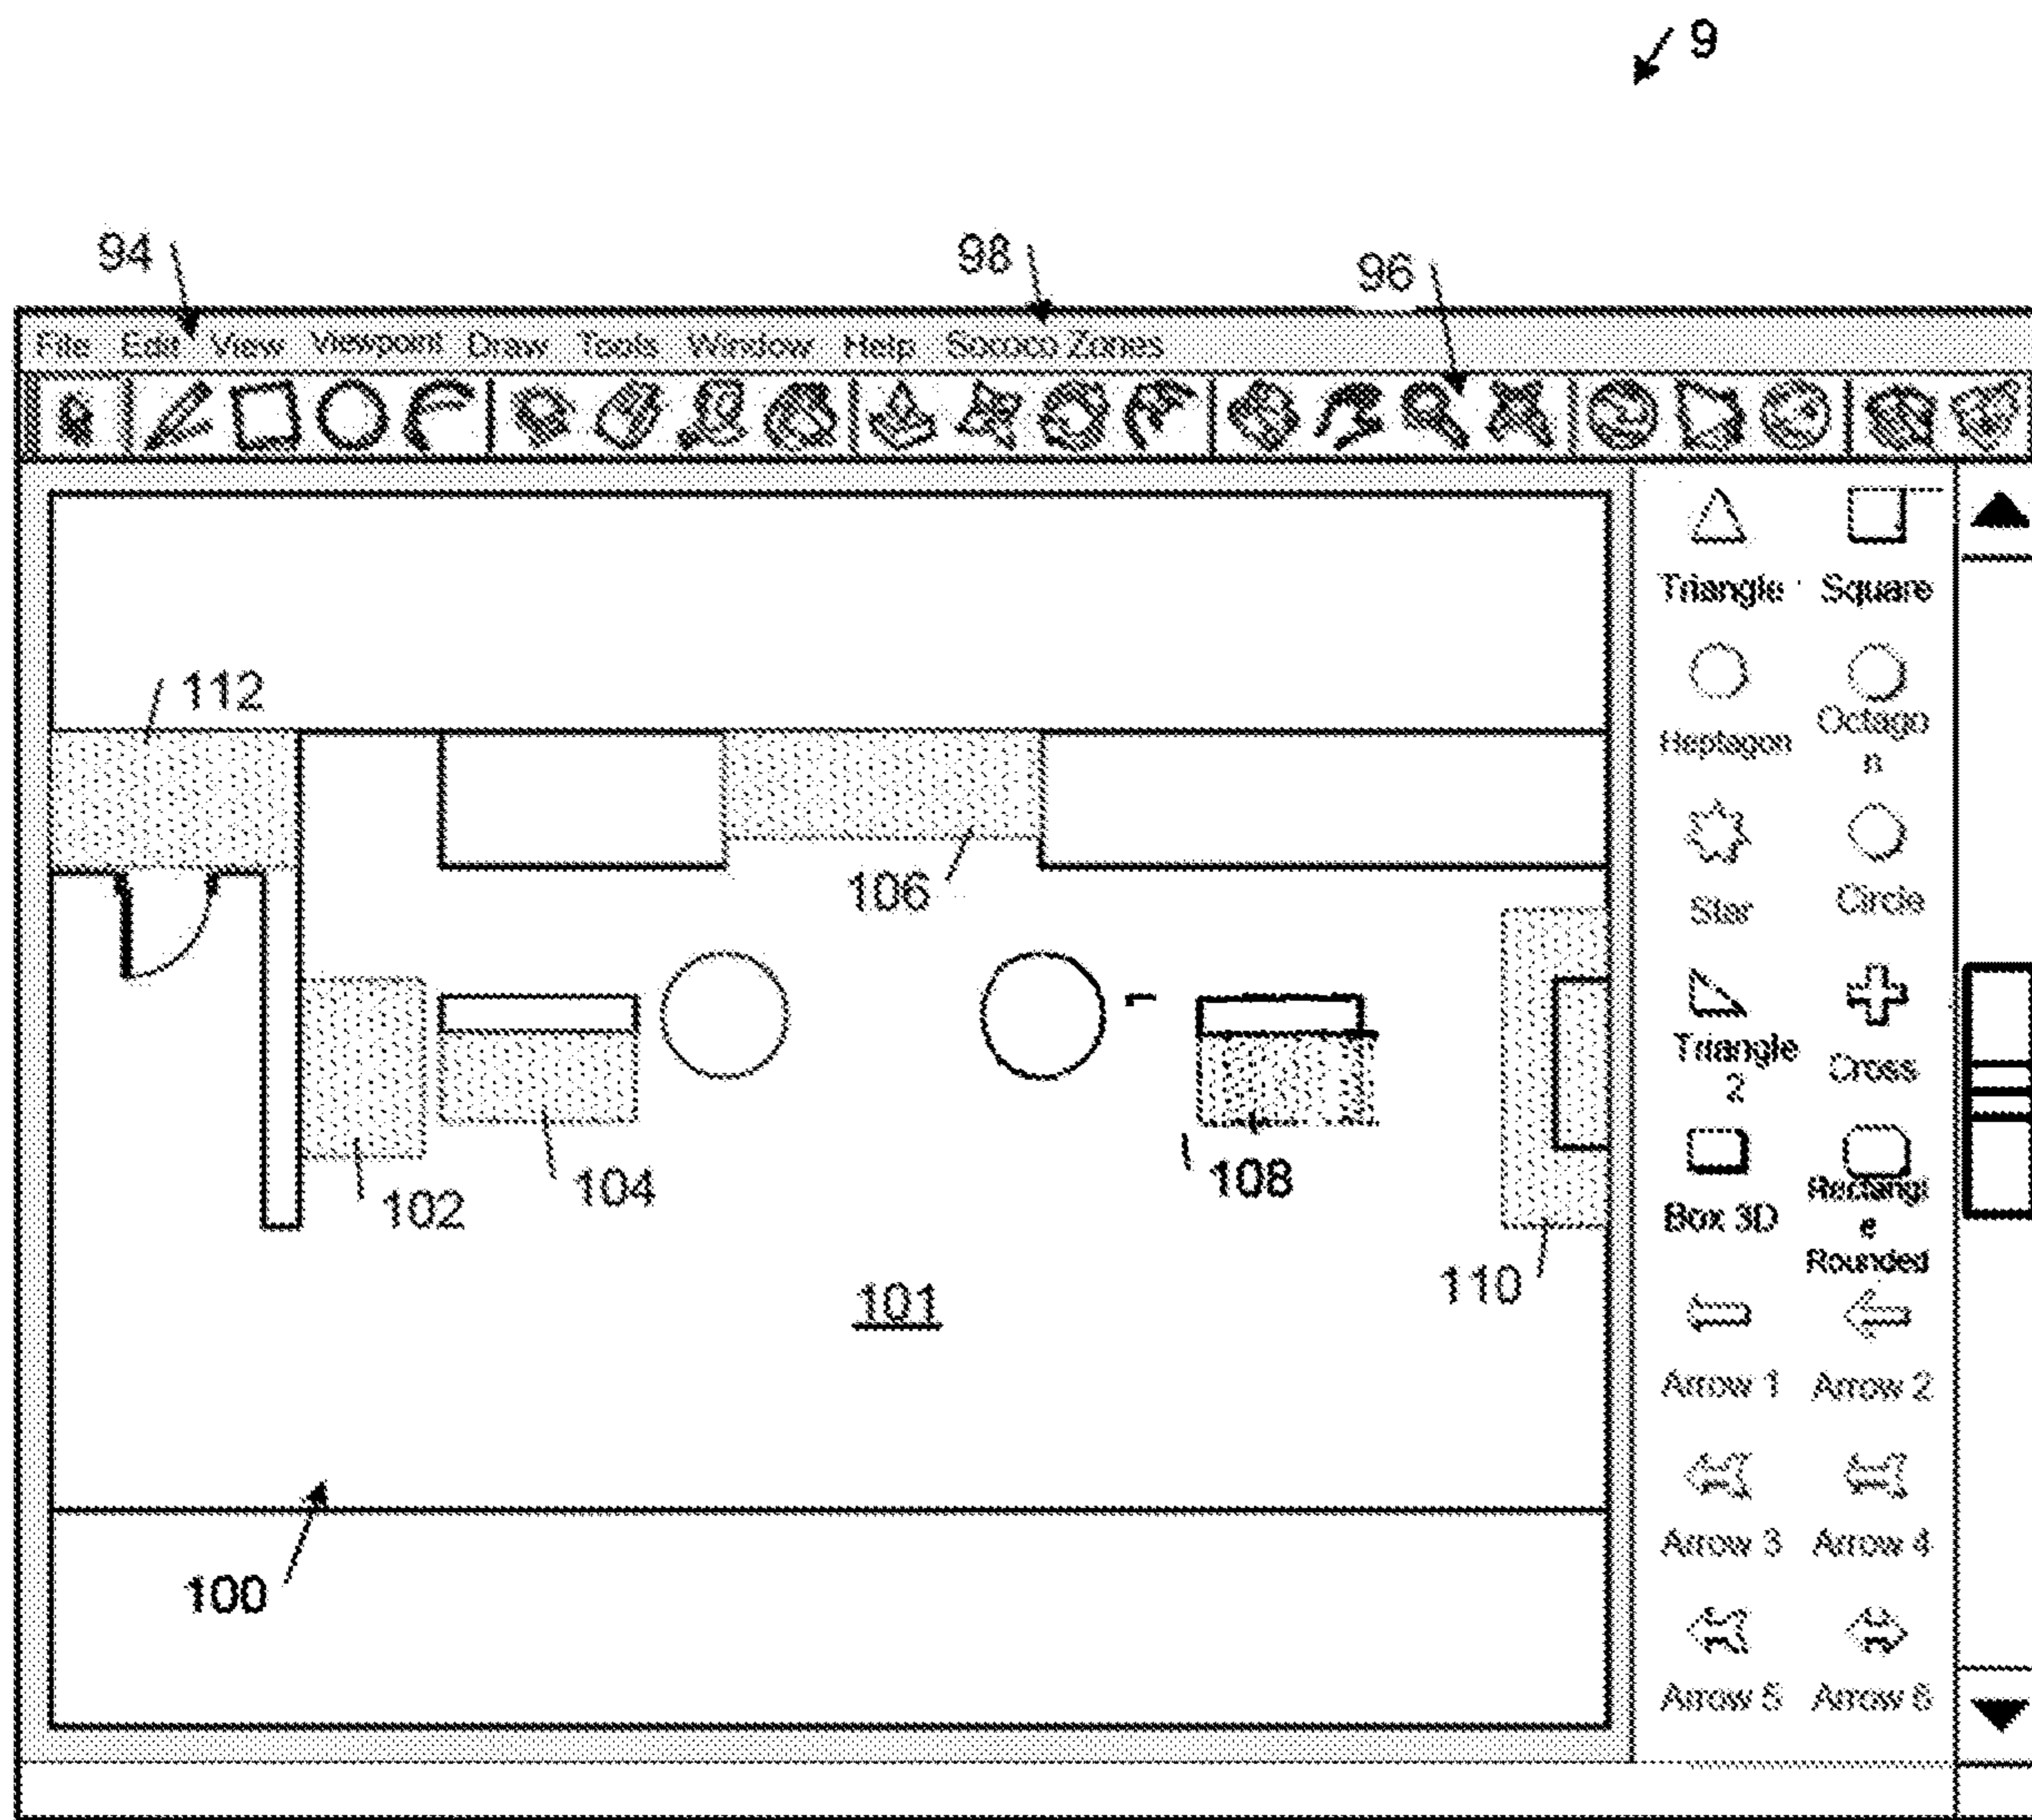 9
94
98
96
File Edit View Viewpoint Draw Tools Window Help Sococo Zones
Triangle Square
112
Heptagon Octago
n
106
Star Circle
Triangle
2
Cross
102
104
108
Box 3D
Rectangl
e
Rounded
110
101
Arrow 1 Arrow 2
100
Arrow 3 Arrow 4
Arrow 5 Arrow 6